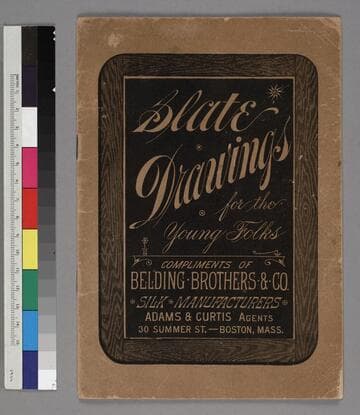 Slate
Drawings
for the
Young Folks
COMPLIMENTS OF
BELDING·BROTHERS·&·CO.
SILK MANUFACTURERS
ADAMS & CURTIS AGENTS
30 SUMMER ST.—BOSTON, MASS.